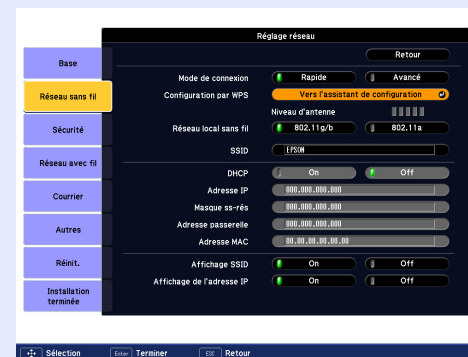 Réglage réseau
Retour
Base
Réseau sans fil
Sécurité
Réseau avec fil
Courrier
Autres
Réinit.
Installation
terminée
Mode de connexion Rapide Avancé
Configuration par WPS Vers l'assistant de configuration
Niveau d'antenne
Réseau local sans fil 802.11g/b 802.11a
SSID EPSON
DHCP On Off
Adresse IP 000.000.000.000
Masque ss-rés 000.000.000.000
Adresse passerelle 000.000.000.000
Adresse MAC 00.00.00.00.00.00
Affichage SSID On Off
Affichage de l'adresse IP On Off
Sélection Enter Terminer ESC Retour